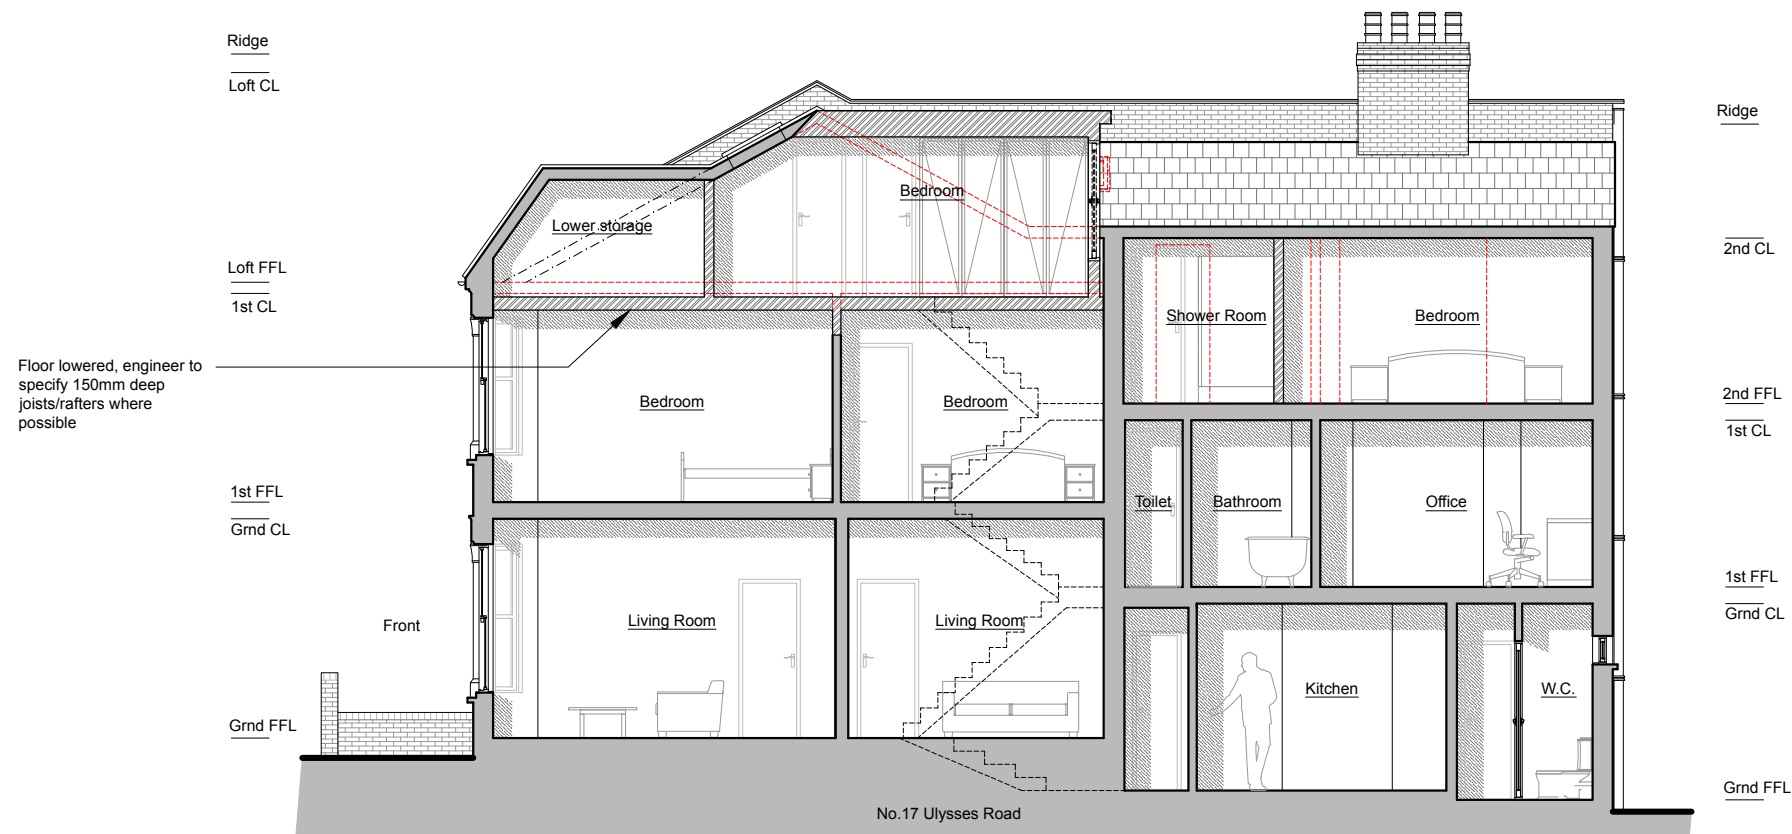 Ridge
Loft CL
Ridge
Bedroom
Lower storage
2nd CL
Loft FFL
1st CL
Shower Room
Bedroom
Floor lowered, engineer to
specify 150mm deep
joists/rafters where
possible
Bedroom
Bedroom
2nd FFL
1st CL
1st FFL
Grnd CL
Toilet
Bathroom
Office
1st FFL
Grnd CL
Front
Living Room
Living Room
Kitchen
W.C.
Grnd FFL
Grnd FFL
No.17 Ulysses Road